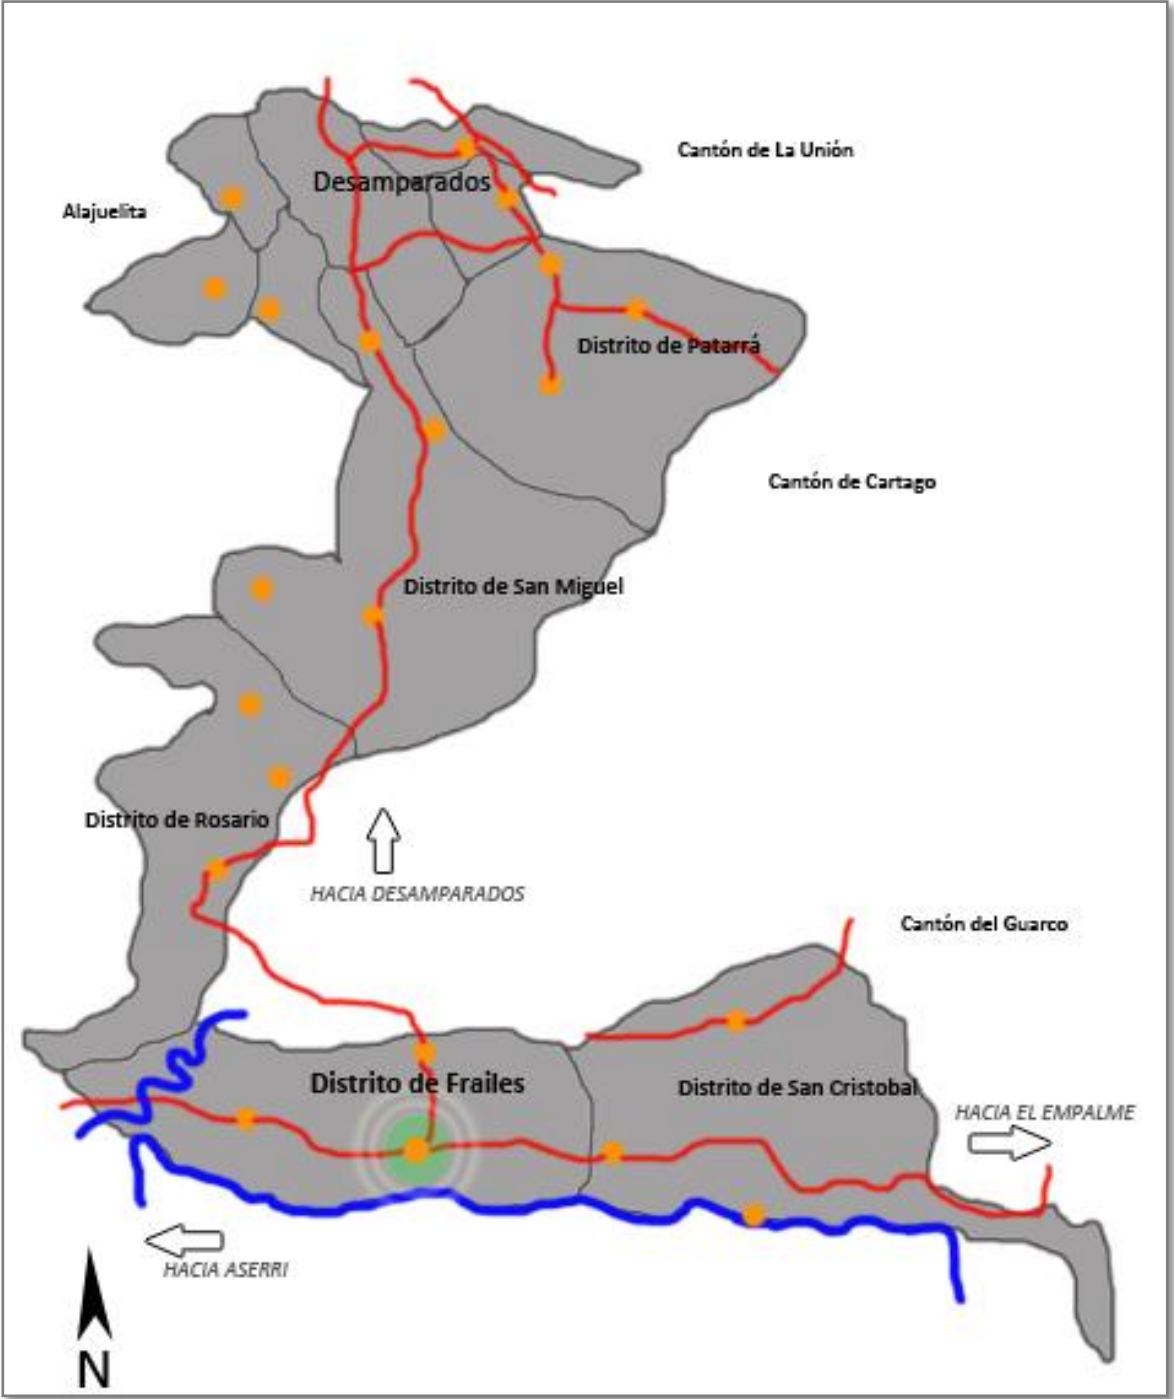 Cantón de La Unión
Desamparados
Alajuelita
Distrito de Patarrá
Cantón de Cartago
Distrito de San Miguel
Distrito de Rosario
HACIA DESAMPARADOS
Cantón del Guarco
Distrito de Frailes
Distrito de San Cristobal
HACIA EL EMPALME
HACIA ASERRI
N